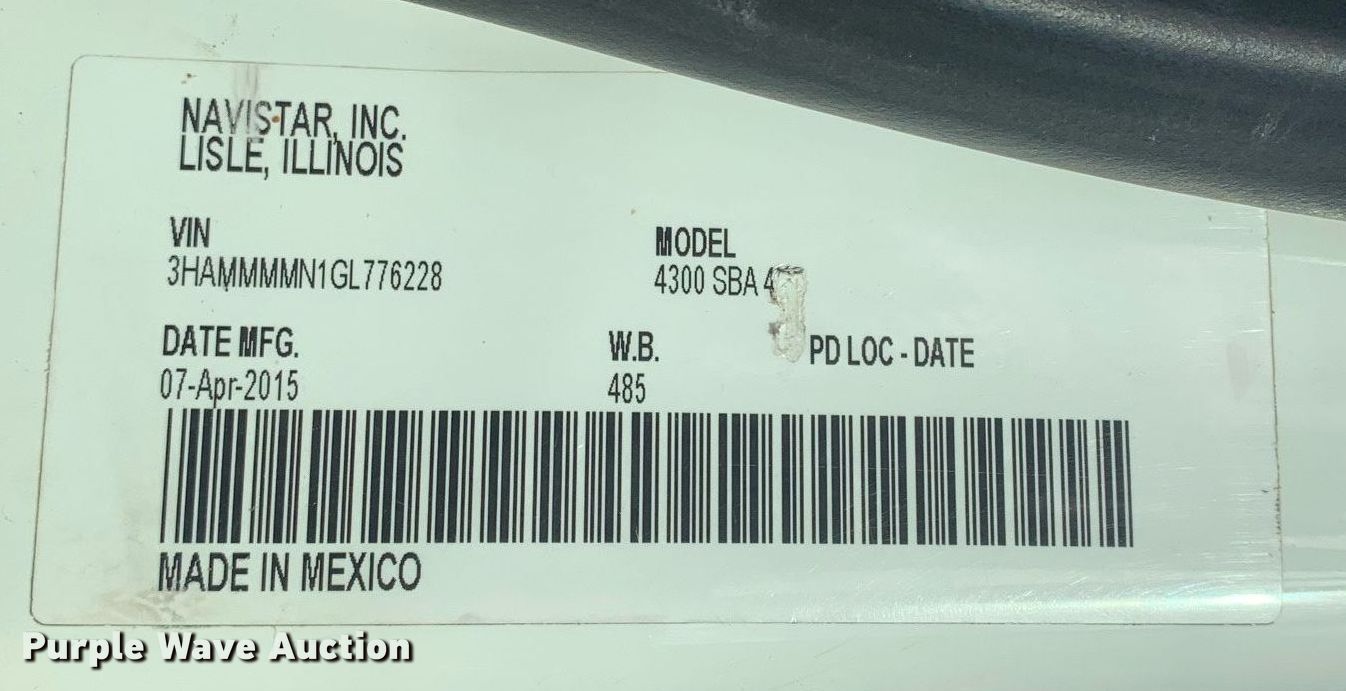 NAVISTAR, INC.
LISLE, ILLINOIS
VIN
3HAMMMMN1GL776228
MODEL
4300 SBA 4
DATE MFG.
07-Apr-2015
W.B.
485
PD LOC - DATE
MADE IN MEXICO
Purple Wave Auction